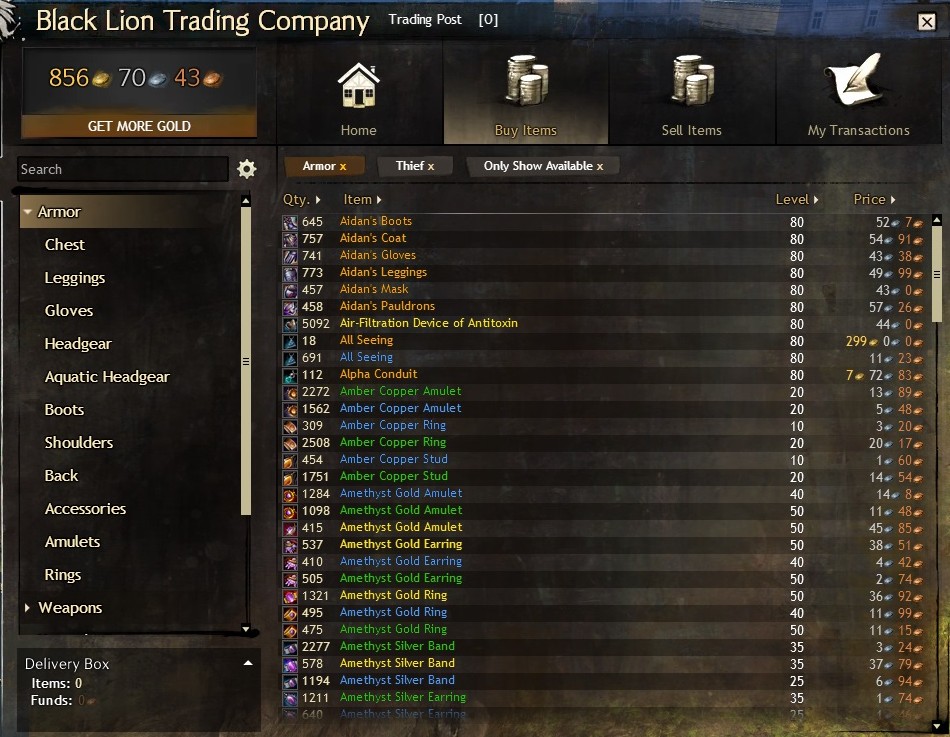 Black Lion Trading Company Trading Post [0]
856 70 43
GET MORE GOLD
Home
Buy Items
Sell Items
My Transactions
Search
Armor x Thief x Only Show Available x
Armor
Chest
Leggings
Gloves
Headgear
Aquatic Headgear
Boots
Shoulders
Back
Accessories
Amulets
Rings
Weapons
Delivery Box
Items: 0
Funds: 0
Qty. Item Level Price
645 Aidan's Boots 80 52 7
757 Aidan's Coat 80 54 91
741 Aidan's Gloves 80 43 38
773 Aidan's Leggings 80 49 99
457 Aidan's Mask 80 43 0
458 Aidan's Pauldrons 80 57 26
5092 Air-Filtration Device of Antitoxin 80 44 0
18 All Seeing 80 299 0 0
691 All Seeing 80 11 23
112 Alpha Conduit 80 7 72 83
2272 Amber Copper Amulet 20 13 89
1562 Amber Copper Amulet 20 5 48
309 Amber Copper Ring 10 3 20
2508 Amber Copper Ring 20 20 17
454 Amber Copper Stud 10 1 60
1751 Amber Copper Stud 20 14 54
1284 Amethyst Gold Amulet 40 14 8
1098 Amethyst Gold Amulet 50 11 48
415 Amethyst Gold Amulet 50 45 85
537 Amethyst Gold Earring 50 38 51
410 Amethyst Gold Earring 40 4 42
505 Amethyst Gold Earring 50 2 74
1321 Amethyst Gold Ring 50 36 92
495 Amethyst Gold Ring 40 11 99
475 Amethyst Gold Ring 50 11 15
2277 Amethyst Silver Band 35 3 24
578 Amethyst Silver Band 35 37 79
1194 Amethyst Silver Band 25 6 94
1211 Amethyst Silver Earring 35 1 74
640 Amethyst Silver Earring 25